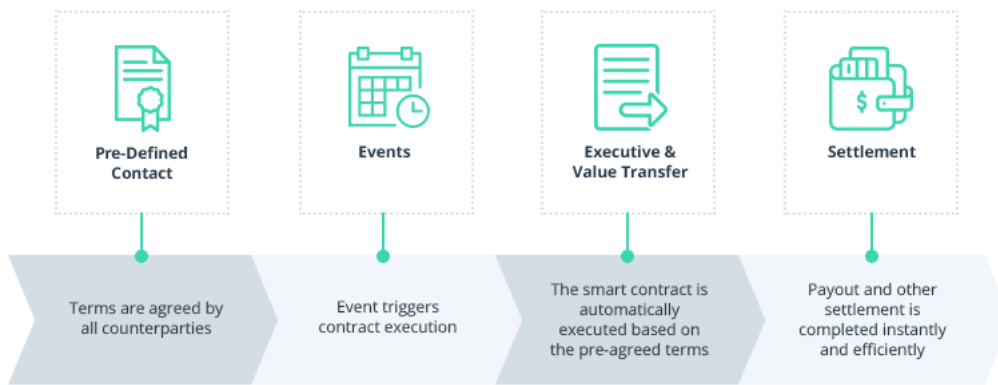 Pre-Defined
Contact
Events
Executive &
Value Transfer
$
Settlement
Terms are agreed by
all counterparties
Event triggers
contract execution
The smart contract is
automatically
executed based on
the pre-agreed terms
Payout and other
settlement is
completed instantly
and efficiently